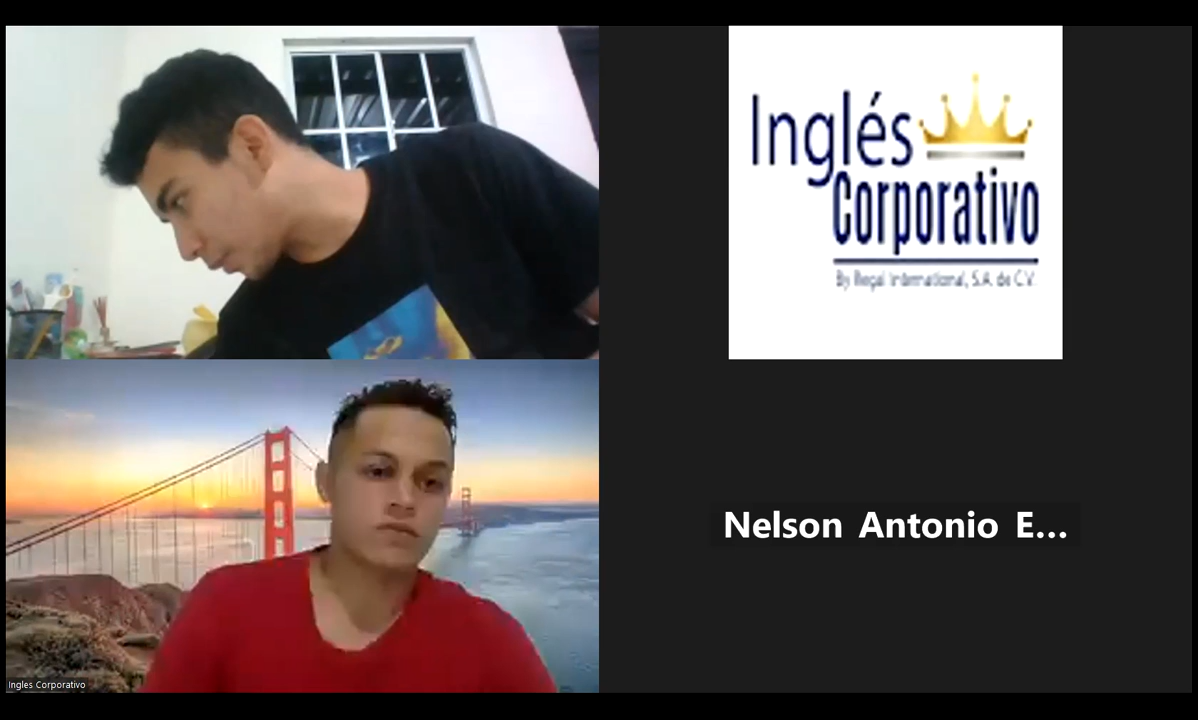 Inglés
Corporativo
By Regal International, S.A. de C.V.
Nelson Antonio E...
Ingles Corporativo